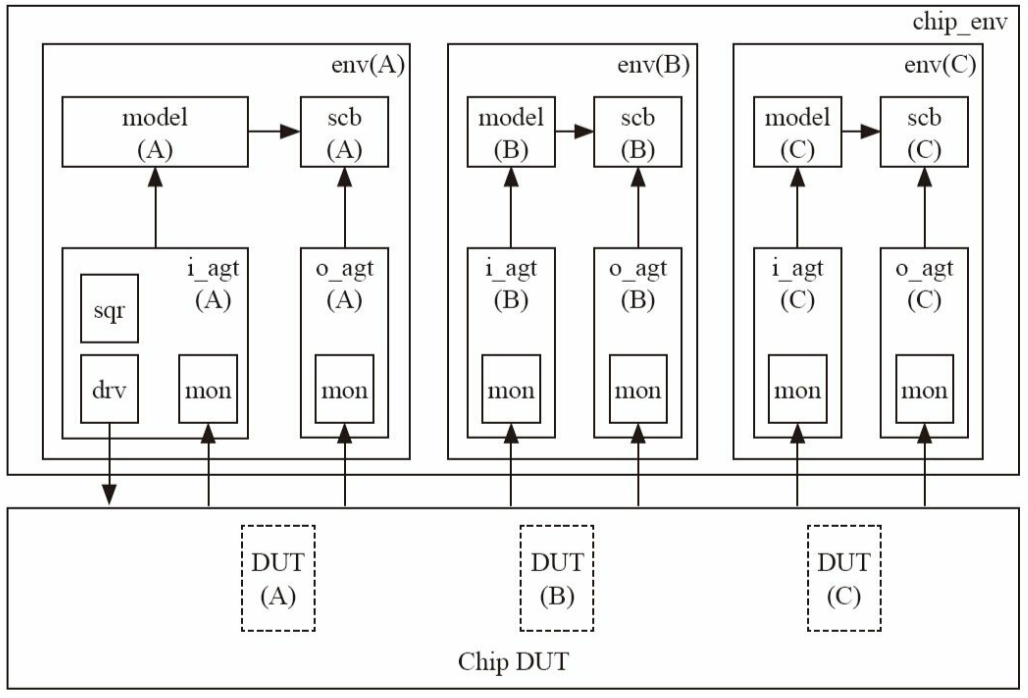 chip_env
env(A)
model
(A)
scb
(A)
i_agt
(A)
sqr
drv
mon
o_agt
(A)
mon
env(B)
model
(B)
scb
(B)
i_agt
(B)
mon
o_agt
(B)
mon
env(C)
model
(C)
scb
(C)
i_agt
(C)
mon
o_agt
(C)
mon
DUT
(A)
DUT
(B)
DUT
(C)
Chip DUT